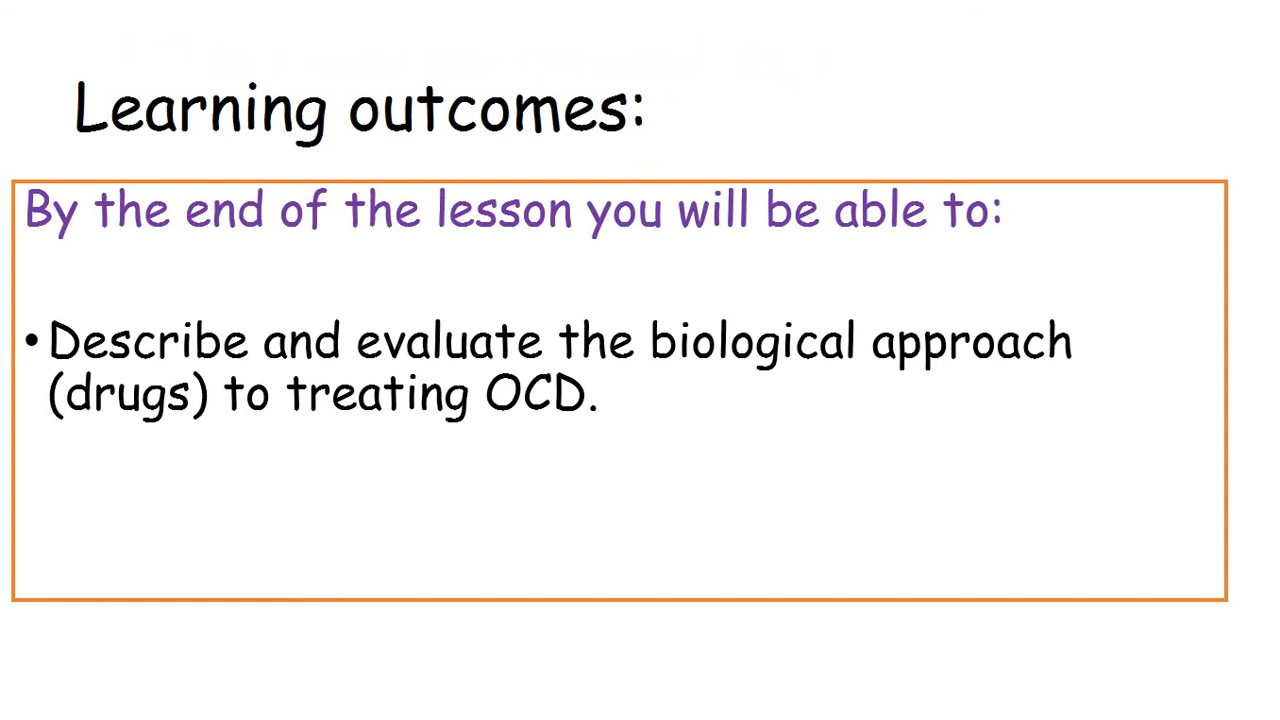 Learning outcomes:
By the end of the lesson you will be able to:
• Describe and evaluate the biological approach
(drugs) to treating OCD.